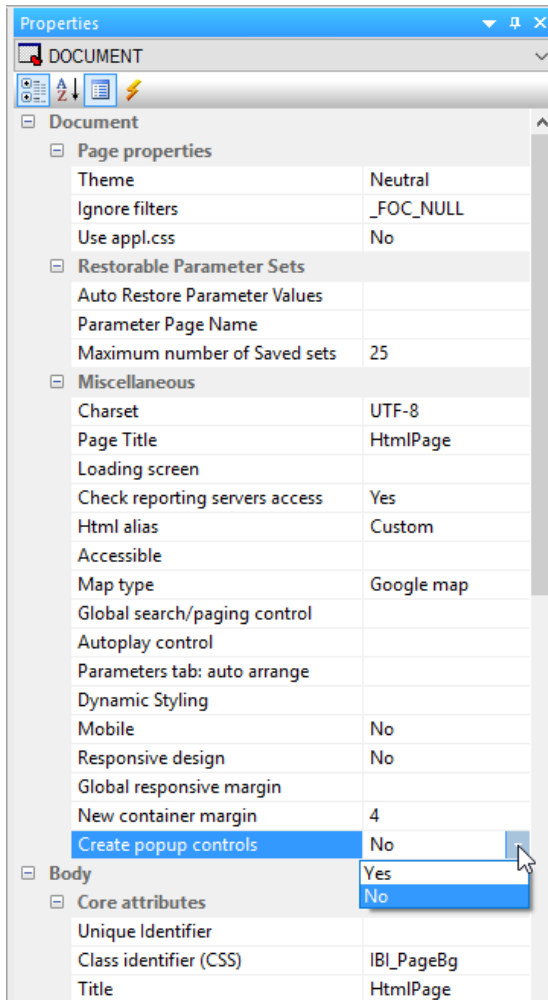 Properties
DOCUMENT
Document
Page properties
Theme Neutral
Ignore filters _FOC_NULL
Use appl.css No
Restorable Parameter Sets
Auto Restore Parameter Values
Parameter Page Name
Maximum number of Saved sets 25
Miscellaneous
Charset UTF-8
Page Title HtmlPage
Loading screen
Check reporting servers access Yes
Html alias Custom
Accessible
Map type Google map
Global search/paging control
Autoplay control
Parameters tab: auto arrange
Dynamic Styling
Mobile No
Responsive design No
Global responsive margin
New container margin 4
Create popup controls No
Yes
Body
No
Core attributes
Unique Identifier
Class identifier (CSS) IBI_PageBg
Title HtmlPage